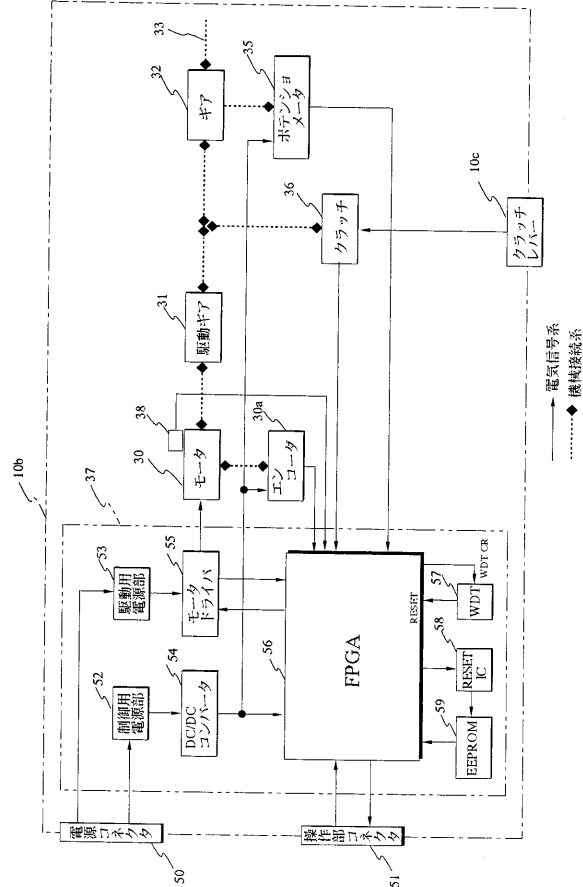 10b
37
電源コネクタ
50
制御用
電源部
52
駆動用
電源部
53
DC/DC
コンバータ
54
モータ
ドライバ
55
38
モータ
30
エン
コーダ
30a
駆動ギア
31
ギア
32
33
ポテンショ
メータ
35
クラッチ
36
クラッチ
レバー
10c
操作部
コネクタ
51
FPGA
56
RESET
WDT CR
WDT
57
RESET
IC
58
EEPROM
59
電気信号系
機械接続系